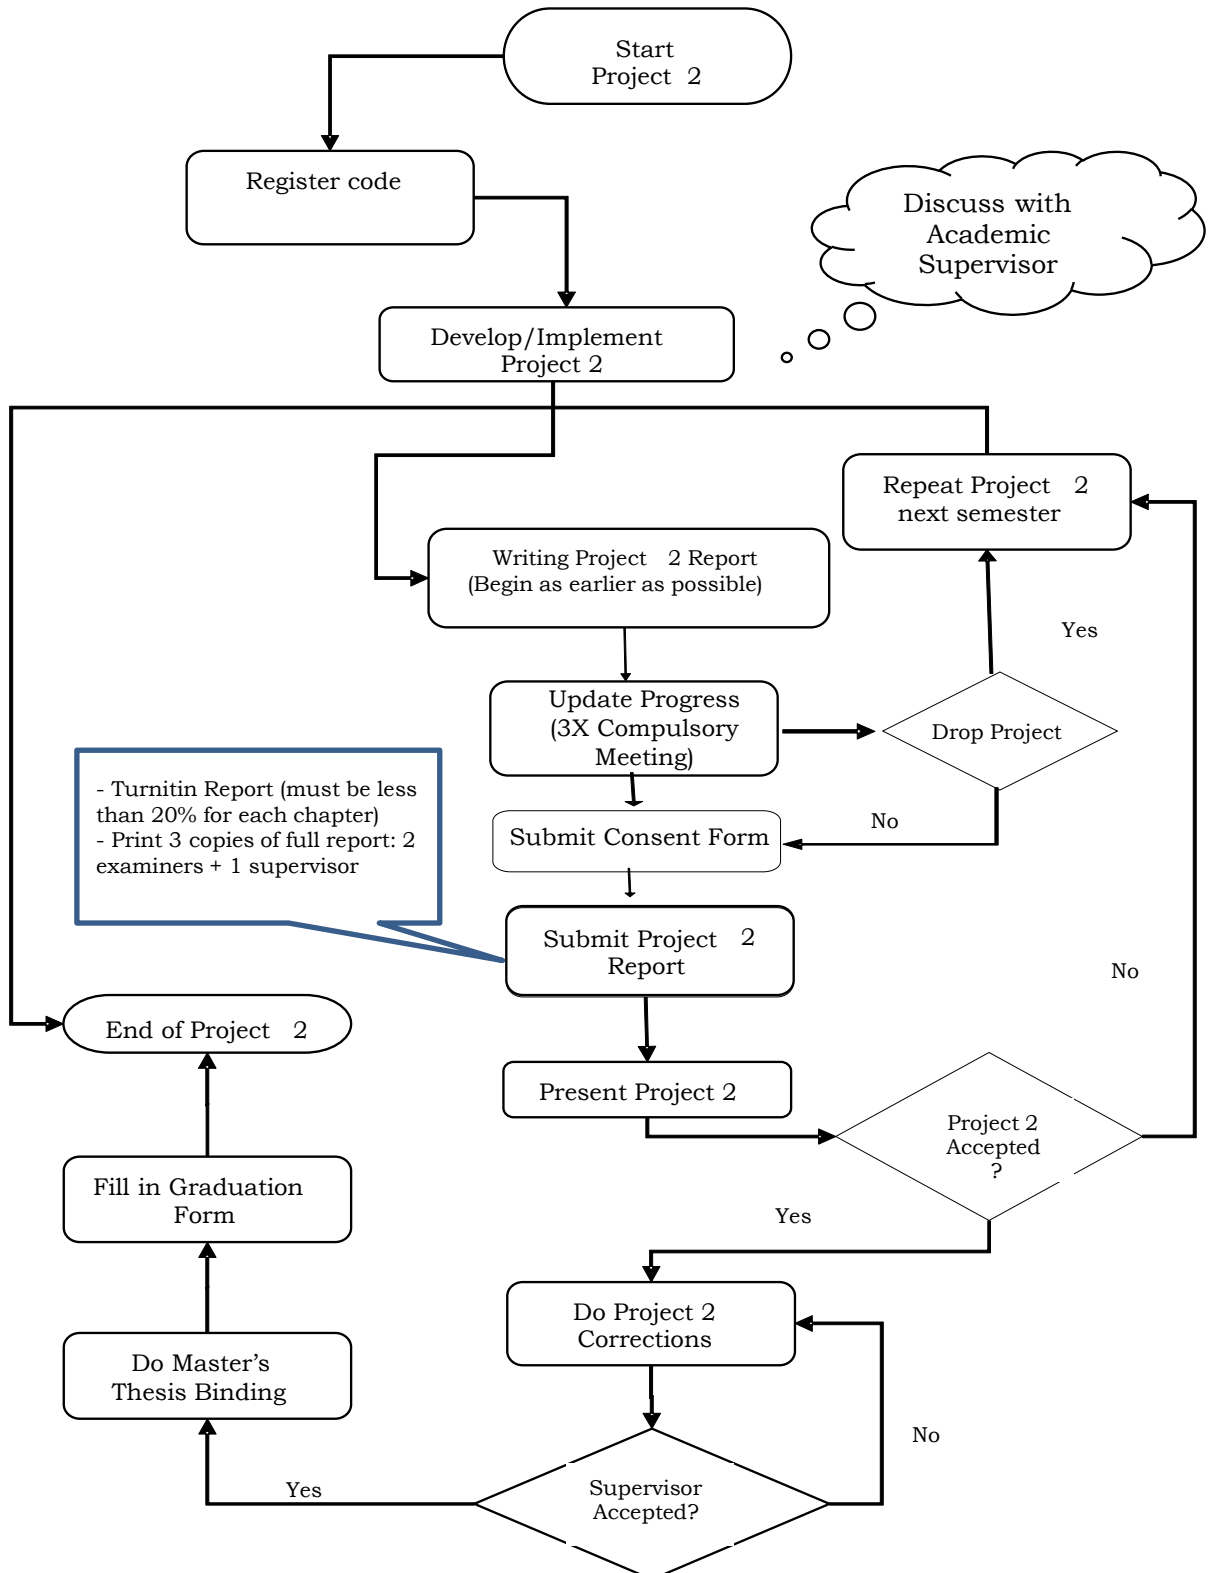 Start
Project 2
Register code
Discuss with
Academic
Supervisor
Develop/Implement
Project 2
Repeat Project 2
next semester
Writing Project 2 Report
(Begin as earlier as possible)
Yes
Update Progress
(3X Compulsory
Meeting)
Drop Project
- Turnitin Report (must be less
than 20% for each chapter)
- Print 3 copies of full report: 2
examiners + 1 supervisor
No
Submit Consent Form
Submit Project 2
Report
No
End of Project 2
Present Project 2
Project 2
Accepted
?
Fill in Graduation
Form
Yes
Do Project 2
Corrections
Do Master's
Thesis Binding
No
Yes
Supervisor
Accepted?